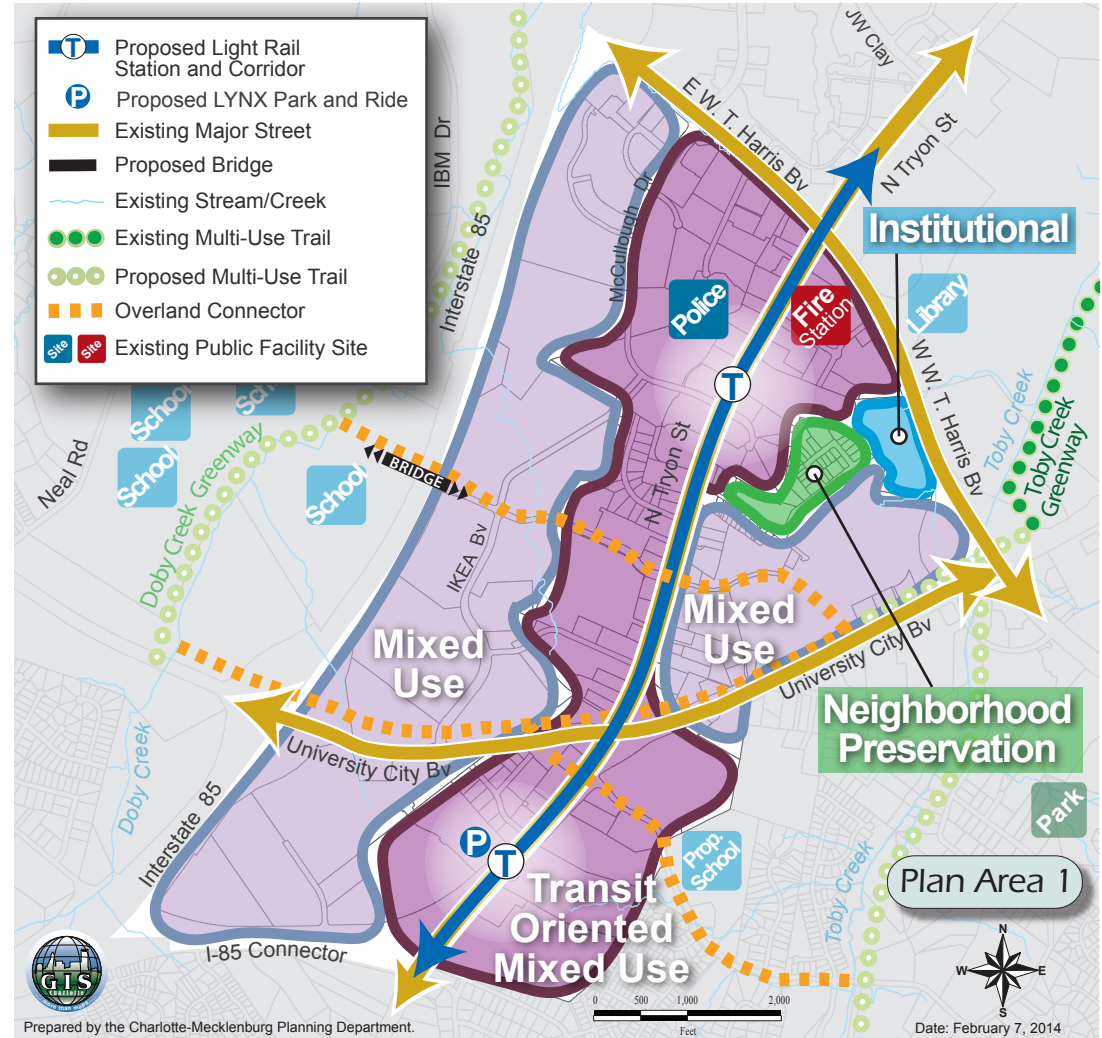 T
Proposed Light Rail
Station and Corridor
P
Proposed LYNX Park and Ride
Existing Major Street
Proposed Bridge
Existing Stream/Creek
Existing Multi-Use Trail
Proposed Multi-Use Trail
Overland Connector
Site
Site
Existing Public Facility Site
IBM Dr
Interstate 85
JW Clay
E W. T. Harris Bv
N Tryon St
McCullough Dr
Institutional
Police
Fire
Station
Library
T
W W. T. Harris Bv
Toby Creek
Toby Creek
Greenway
School
Sch
School
School
Neal Rd
Doby Creek Greenway
BRIDGE
N Tryon St
IKEA Bv
Mixed
Use
Mixed
Use
University City Bv
University City Bv
Neighborhood
Preservation
Doby Creek
Interstate 85
P
T
Prop.
School
Park
Transit
Oriented
Mixed Use
Toby Creek
Plan Area 1
I-85 Connector
N
W
E
S
GIS
Charlotte
0 500 1,000 2,000
Feet
Prepared by the Charlotte-Mecklenburg Planning Department.
Date: February 7, 2014